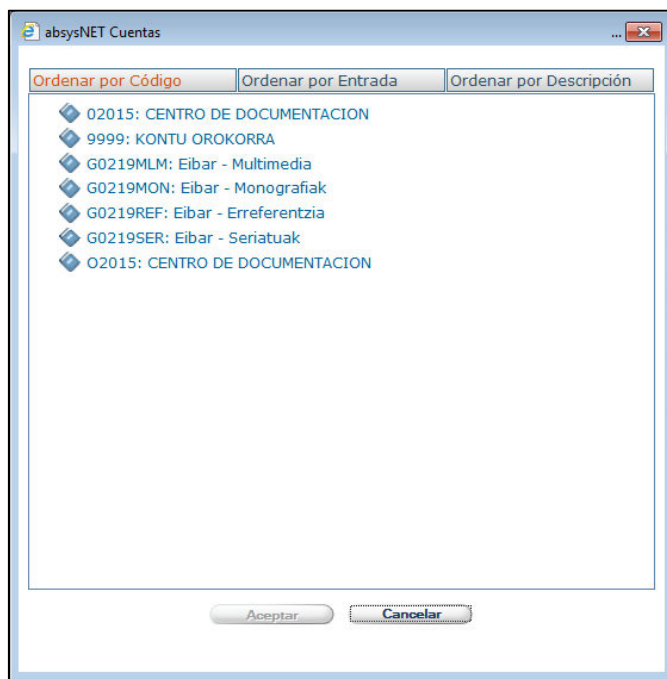 absysNET Cuentas ...
Ordenar por Código Ordenar por Entrada Ordenar por Descripción
02015: CENTRO DE DOCUMENTACION
9999: KONTU OROKORRA
G0219MLM: Eibar - Multimedia
G0219MON: Eibar - Monografiak
G0219REF: Eibar - Erreferentzia
G0219SER: Eibar - Seriatuak
O2015: CENTRO DE DOCUMENTACION
Aceptar Cancelar